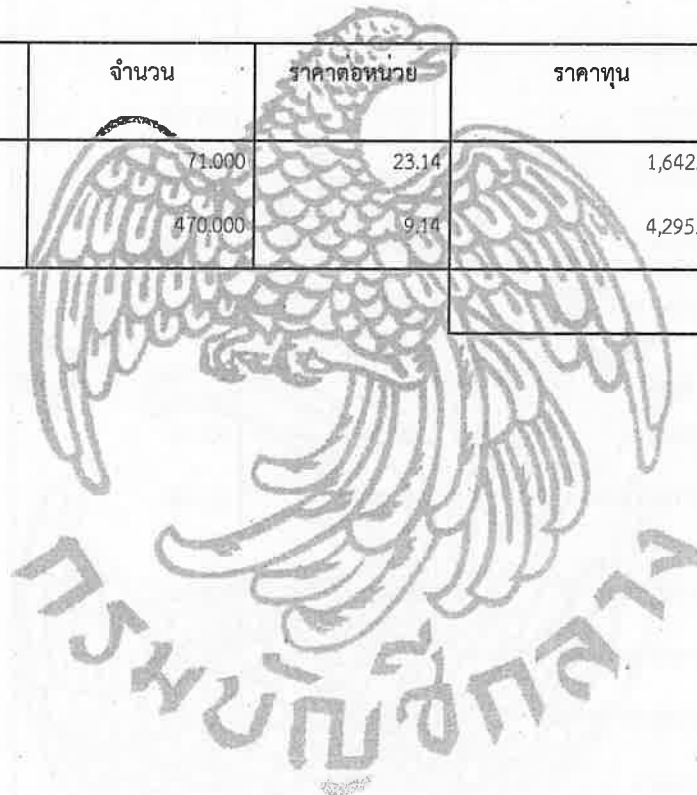 จำนวน ราคาต่อหน่วย ราคาทุน
71.000 23.14 1,642
470.000 9.14 4,295.
กรมบัญชีกลาง